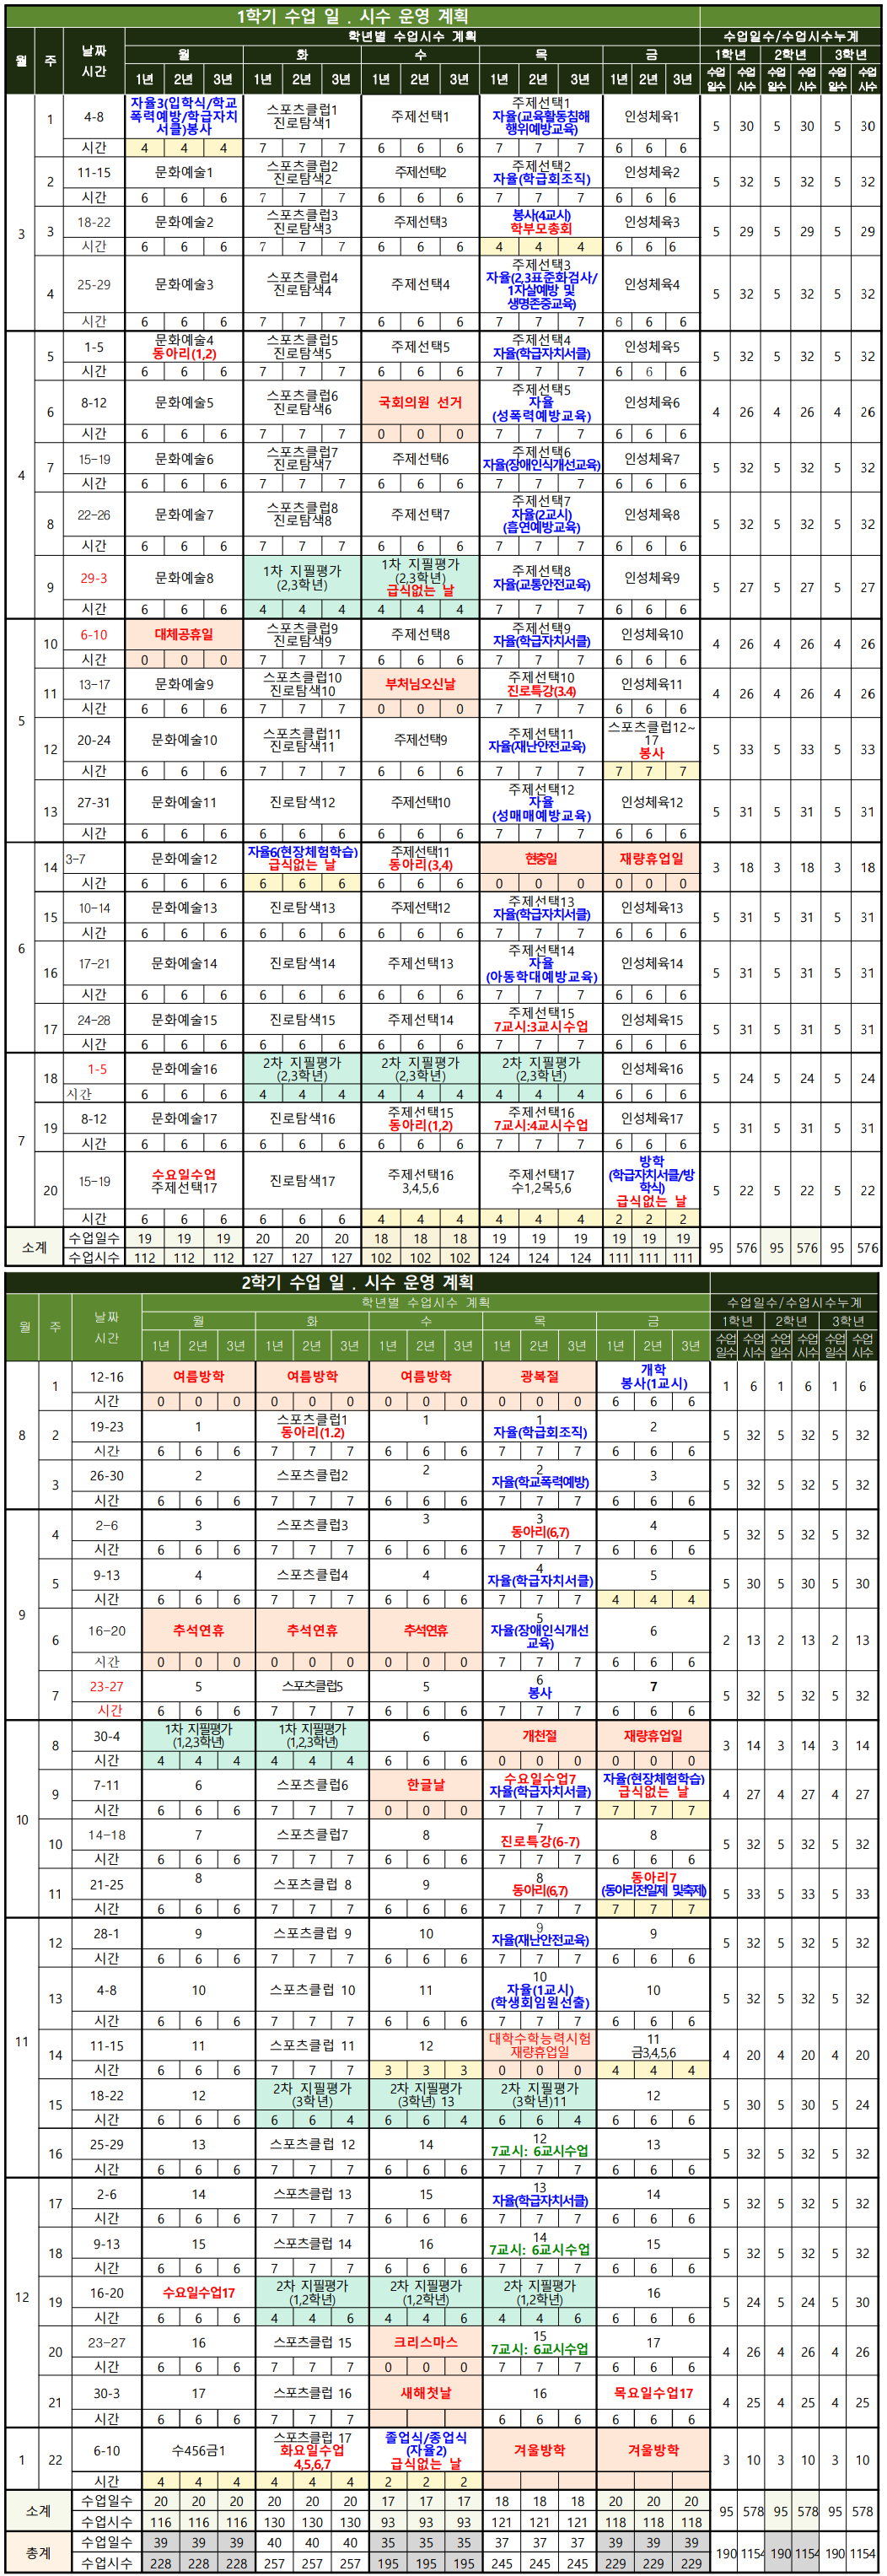 1학기 수업 일 . 시수 운영 계획
월 주 날짜 시간 학년별 수업시수 계획 수업일수/수업시수누계
월 화 수 목 금 1학년 2학년 3학년
1년 2년 3년 1년 2년 3년 1년 2년 3년 1년 2년 3년 1년 2년 3년 수업일수 수업시수 수업일수 수업시수 수업일수 수업시수
3 1 4-8 자율3(입학식/학교폭력예방/학급자치서클)봉사 스포츠클럽1 진로탐색1 주제선택1 주제선택1 자율(교육활동침해행위예방교육) 인성체육1 5 30 5 30 5 30
시간 4 4 4 7 7 7 6 6 6 7 7 7 6 6 6
2 11-15 문화예술1 스포츠클럽2 진로탐색2 주제선택2 주제선택2 자율(학급회조직) 인성체육2 5 32 5 32 5 32
시간 6 6 6 7 7 7 6 6 6 7 7 7 6 6 6
3 18-22 문화예술2 스포츠클럽3 진로탐색3 주제선택3 봉사(4교시) 학부모총회 인성체육3 5 29 5 29 5 29
시간 6 6 6 7 7 7 6 6 6 4 4 4 6 6 6
4 25-29 문화예술3 스포츠클럽4 진로탐색4 주제선택4 주제선택3 자율(2,3표준화검사/1자살예방 및 생명존중교육) 인성체육4 5 32 5 32 5 32
시간 6 6 6 7 7 7 6 6 6 7 7 7 6 6 6
4 5 1-5 문화예술4 동아리(1,2) 스포츠클럽5 진로탐색5 주제선택5 주제선택4 자율(학급자치서클) 인성체육5 5 32 5 32 5 32
시간 6 6 6 7 7 7 6 6 6 7 7 7 6 6 6
6 8-12 문화예술5 스포츠클럽6 진로탐색6 국회의원 선거 주제선택5 자율 (성폭력예방교육) 인성체육6 4 26 4 26 4 26
시간 6 6 6 7 7 7 0 0 0 7 7 7 6 6 6
7 15-19 문화예술6 스포츠클럽7 진로탐색7 주제선택6 주제선택6 자율(장애인식개선교육) 인성체육7 5 32 5 32 5 32
시간 6 6 6 7 7 7 6 6 6 7 7 7 6 6 6
8 22-26 문화예술7 스포츠클럽8 진로탐색8 주제선택7 주제선택7 자율(2교시) (흡연예방교육) 인성체육8 5 32 5 32 5 32
시간 6 6 6 7 7 7 6 6 6 7 7 7 6 6 6
9 29-3 문화예술8 1차 지필평가 (2,3학년) 1차 지필평가 (2,3학년) 급식없는 날 주제선택8 자율(교통안전교육) 인성체육9 5 27 5 27 5 27
시간 6 6 6 4 4 4 4 4 4 7 7 7 6 6 6
5 10 6-10 대체공휴일 스포츠클럽9 진로탐색9 주제선택8 주제선택9 자율(학급자치서클) 인성체육10 4 26 4 26 4 26
시간 0 0 0 7 7 7 6 6 6 7 7 7 6 6 6
11 13-17 문화예술9 스포츠클럽10 진로탐색10 부처님오신날 주제선택10 진로특강(3.4) 인성체육11 4 26 4 26 4 26
시간 6 6 6 7 7 7 0 0 0 7 7 7 6 6 6
12 20-24 문화예술10 스포츠클럽11 진로탐색11 주제선택9 주제선택11 자율(재난안전교육) 스포츠클럽12~17 봉사 5 33 5 33 5 33
시간 6 6 6 7 7 7 6 6 6 7 7 7 7 7 7
13 27-31 문화예술11 진로탐색12 주제선택10 주제선택12 자율 (성매매예방교육) 인성체육12 5 31 5 31 5 31
시간 6 6 6 6 6 6 6 6 6 7 7 7 6 6 6
6 14 3-7 문화예술12 자율6(현장체험학습) 급식없는 날 주제선택11 동아리(3,4) 현충일 재량휴업일 3 18 3 18 3 18
시간 6 6 6 6 6 6 6 6 6 0 0 0 0 0 0
15 10-14 문화예술13 진로탐색13 주제선택12 주제선택13 자율(학급자치서클) 인성체육13 5 31 5 31 5 31
시간 6 6 6 6 6 6 6 6 6 7 7 7 6 6 6
16 17-21 문화예술14 진로탐색14 주제선택13 주제선택14 자율 (아동학대예방교육) 인성체육14 5 31 5 31 5 31
시간 6 6 6 6 6 6 6 6 6 7 7 7 6 6 6
17 24-28 문화예술15 진로탐색15 주제선택14 주제선택15 7교시:3교시수업 인성체육15 5 31 5 31 5 31
시간 6 6 6 6 6 6 6 6 6 7 7 7 6 6 6
7 18 1-5 문화예술16 2차 지필평가 (2,3학년) 2차 지필평가 (2,3학년) 2차 지필평가 (2,3학년) 인성체육16 5 24 5 24 5 24
시간 6 6 6 4 4 4 4 4 4 4 4 4 6 6 6
19 8-12 문화예술17 진로탐색16 주제선택15 동아리(1,2) 주제선택16 7교시:4교시수업 인성체육17 5 31 5 31 5 31
시간 6 6 6 6 6 6 6 6 6 7 7 7 6 6 6
20 15-19 수요일수업 주제선택17 진로탐색17 주제선택16 3,4,5,6 주제선택17 수1,2목5,6 방학 (학급자치서클/방학식) 급식없는 날 5 22 5 22 5 22
시간 6 6 6 6 6 6 4 4 4 4 4 4 2 2 2
소계 수업일수 19 19 19 20 20 20 18 18 18 19 19 19 19 19 19 95 576 95 576 95 576
수업시수 112 112 112 127 127 127 102 102 102 124 124 124 111 111 111
2학기 수업 일 . 시수 운영 계획
월 주 날짜 시간 학년별 수업시수 계획 수업일수/수업시수누계
월 화 수 목 금 1학년 2학년 3학년
1년 2년 3년 1년 2년 3년 1년 2년 3년 1년 2년 3년 1년 2년 3년 수업일수 수업시수 수업일수 수업시수 수업일수 수업시수
8 1 12-16 여름방학 여름방학 여름방학 광복절 개학 봉사(1교시) 1 6 1 6 1 6
시간 0 0 0 0 0 0 0 0 0 0 0 0 6 6 6
2 19-23 1 스포츠클럽1 동아리(1.2) 1 1 자율(학급회조직) 2 5 32 5 32 5 32
시간 6 6 6 7 7 7 6 6 6 7 7 7 6 6 6
3 26-30 2 스포츠클럽2 2 2 자율(학교폭력예방) 3 5 32 5 32 5 32
시간 6 6 6 7 7 7 6 6 6 7 7 7 6 6 6
9 4 2-6 3 스포츠클럽3 3 3 동아리(6,7) 4 5 32 5 32 5 32
시간 6 6 6 7 7 7 6 6 6 7 7 7 6 6 6
5 9-13 4 스포츠클럽4 4 4 자율(학급자치서클) 5 5 30 5 30 5 30
시간 6 6 6 7 7 7 6 6 6 7 7 7 4 4 4
6 16-20 추석연휴 추석연휴 추석연휴 5 자율(장애인식개선교육) 6 2 13 2 13 2 13
시간 0 0 0 0 0 0 0 0 0 7 7 7 6 6 6
7 23-27 5 스포츠클럽5 5 6 봉사 7 5 32 5 32 5 32
시간 6 6 6 7 7 7 6 6 6 7 7 7 6 6 6
10 8 30-4 1차 지필평가 (1,2,3학년) 1차 지필평가 (1,2,3학년) 6 개천절 재량휴업일 3 14 3 14 3 14
시간 4 4 4 4 4 4 6 6 6 0 0 0 0 0 0
9 7-11 6 스포츠클럽6 한글날 수요일수업7 자율(학급자치서클) 자율(현장체험학습) 급식없는 날 4 27 4 27 4 27
시간 6 6 6 7 7 7 0 0 0 7 7 7 7 7 7
10 14-18 7 스포츠클럽7 8 7 진로특강(6-7) 8 5 32 5 32 5 32
시간 6 6 6 7 7 7 6 6 6 7 7 7 6 6 6
11 21-25 8 스포츠클럽 8 9 8 동아리(6,7) 동아리7 (동아리전일제 및축제) 5 33 5 33 5 33
시간 6 6 6 7 7 7 6 6 6 7 7 7 7 7 7
11 12 28-1 9 스포츠클럽 9 10 9 자율(재난안전교육) 9 5 32 5 32 5 32
시간 6 6 6 7 7 7 6 6 6 7 7 7 6 6 6
13 4-8 10 스포츠클럽 10 11 10 자율(1교시) (학생회임원선출) 10 5 32 5 32 5 32
시간 6 6 6 7 7 7 6 6 6 7 7 7 6 6 6
14 11-15 11 스포츠클럽 11 12 대학수학능력시험 재량휴업일 11 금3,4,5,6 4 20 4 20 4 20
시간 6 6 6 7 7 7 3 3 3 0 0 0 4 4 4
15 18-22 12 2차 지필평가 (3학년) 2차 지필평가 (3학년) 13 2차 지필평가 (3학년)11 12 5 30 5 30 5 24
시간 6 6 6 6 6 4 6 6 4 6 6 4 6 6 6
16 25-29 13 스포츠클럽 12 14 12 7교시: 6교시수업 13 5 32 5 32 5 32
시간 6 6 6 7 7 7 6 6 6 7 7 7 6 6 6
12 17 2-6 14 스포츠클럽 13 15 13 자율(학급자치서클) 14 5 32 5 32 5 32
시간 6 6 6 7 7 7 6 6 6 7 7 7 6 6 6
18 9-13 15 스포츠클럽 14 16 14 7교시: 6교시수업 15 5 32 5 32 5 32
시간 6 6 6 7 7 7 6 6 6 7 7 7 6 6 6
19 16-20 수요일수업17 2차 지필평가 (1,2학년) 2차 지필평가 (1,2학년) 2차 지필평가 (1,2학년) 16 5 24 5 24 5 30
시간 6 6 6 4 4 6 4 4 6 4 4 6 6 6 6
20 23-27 16 스포츠클럽 15 크리스마스 15 7교시: 6교시수업 17 4 26 4 26 4 26
시간 6 6 6 7 7 7 0 0 0 7 7 7 6 6 6
21 30-3 17 스포츠클럽 16 새해첫날 16 목요일수업17 4 25 4 25 4 25
시간 6 6 6 7 7 7 6 6 6 6 6 6
1 22 6-10 수456금1 스포츠클럽 17 화요일수업 4,5,6,7 졸업식/종업식 (자율2) 급식없는 날 겨울방학 겨울방학 3 10 3 10 3 10
시간 4 4 4 4 4 4 2 2 2
소계 수업일수 20 20 20 20 20 20 17 17 17 18 18 18 20 20 20 95 578 95 578 95 578
수업시수 116 116 116 130 130 130 93 93 93 121 121 121 118 118 118
총계 수업일수 39 39 39 40 40 40 35 35 35 37 37 37 39 39 39 190 1154 190 1154 190 1154
수업시수 228 228 228 257 257 257 195 195 195 245 245 245 229 229 229